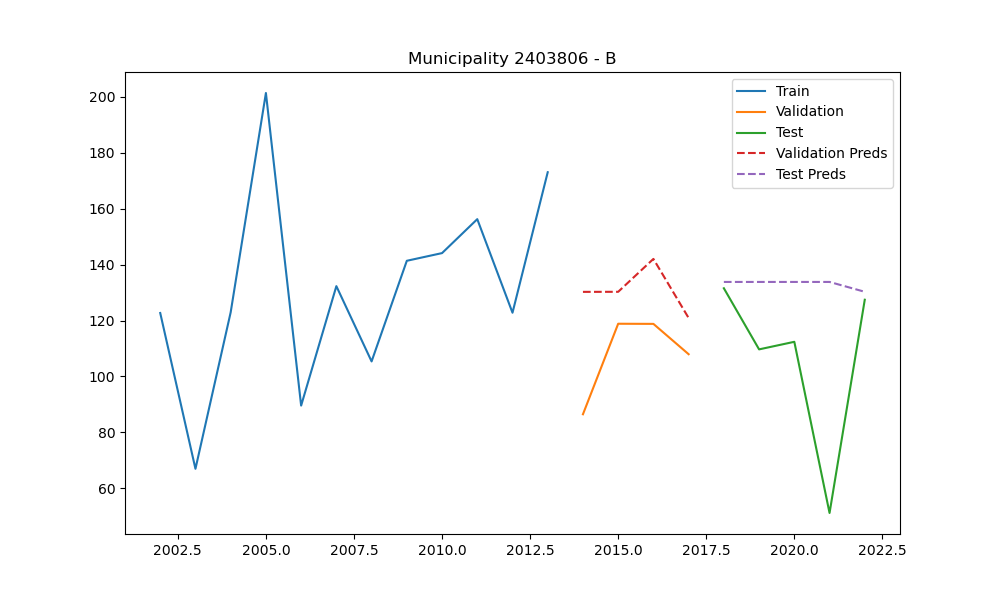 Municipality 2403806 - B
200
180
160
140
120
100
80
60
Train
Validation
Test
Validation Preds
Test Preds
2002.5 2005.0 2007.5 2010.0 2012.5 2015.0 2017.5 2020.0 2022.5